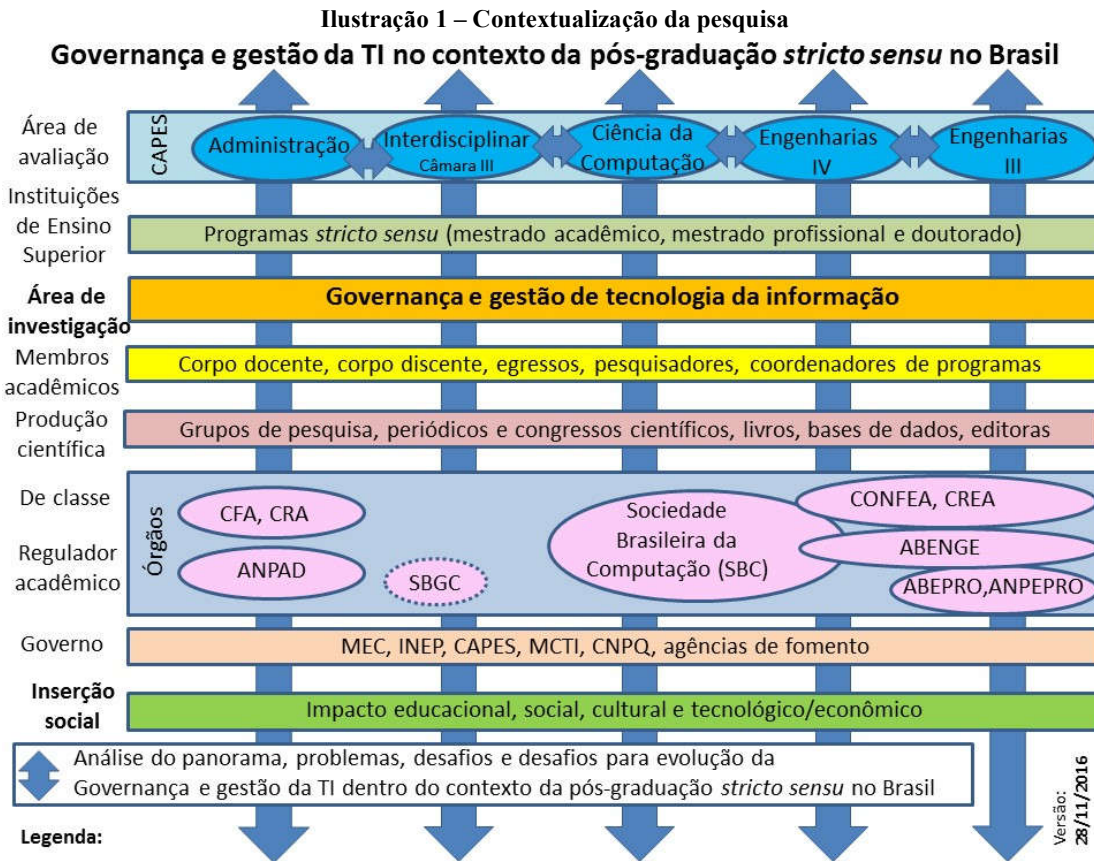 Ilustração 1 – Contextualização da pesquisa
Governança e gestão da TI no contexto da pós-graduação stricto sensu no Brasil
Área de
avaliação
CAPES
Administração
Interdisciplinar
Câmara III
Ciência da
Computação
Engenharias
IV
Engenharias
III
Instituições
de Ensino
Superior
Programas stricto sensu (mestrado acadêmico, mestrado profissional e doutorado)
Área de
investigação
Governança e gestão de tecnologia da informação
Membros
acadêmicos
Corpo docente, corpo discente, egressos, pesquisadores, coordenadores de programas
Produção
científica
Grupos de pesquisa, periódicos e congressos científicos, livros, bases de dados, editoras
De classe
Regulador
acadêmico
Órgãos
CFA, CRA
ANPAD
SBGC
Sociedade
Brasileira da
Computação (SBC)
CONFEA, CREA
ABENGE
ABEPRO,ANPEPRO
Governo
MEC, INEP, CAPES, MCTI, CNPQ, agências de fomento
Inserção
social
Impacto educacional, social, cultural e tecnológico/econômico
Análise do panorama, problemas, desafios e desafios para evolução da
Governança e gestão da TI dentro do contexto da pós-graduação stricto sensu no Brasil
Legenda:
Versão:
28/11/2016